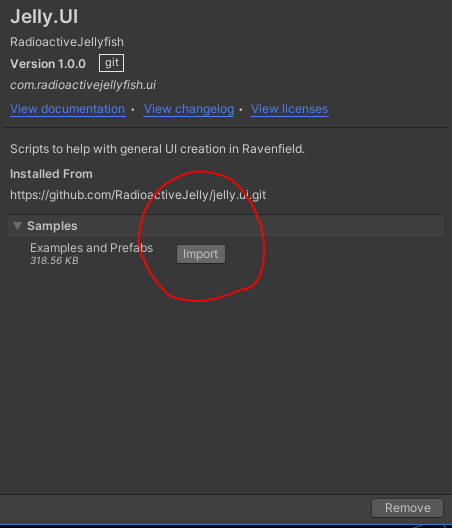 Jelly.UI
RadioactiveJellyfish
Version 1.0.0 git
com.radioactivejellyfish.ui
View documentation • View changelog • View licenses
Scripts to help with general UI creation in Ravenfield.
Installed From
https://github.com/RadioactiveJelly/jelly.ui.git
Samples
Examples and Prefabs Import
318.56 KB
Remove